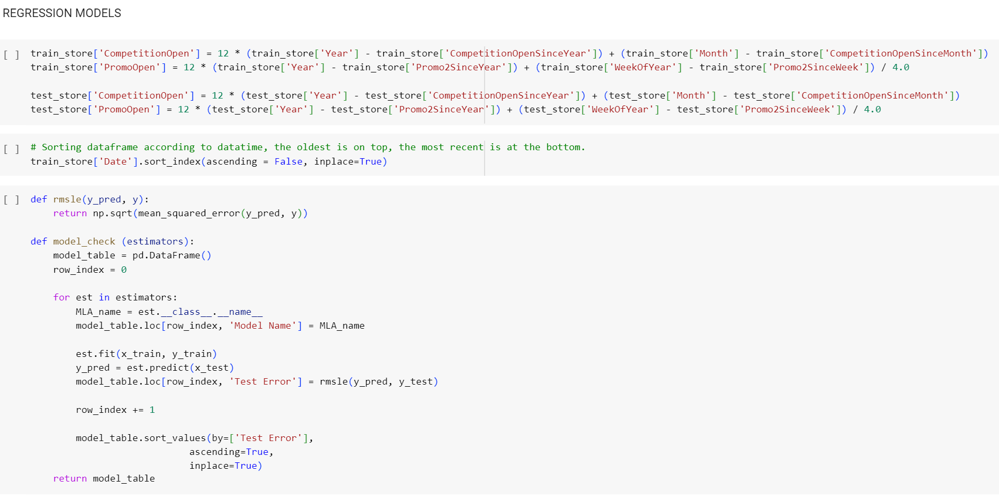 REGRESSION MODELS
[ ] train_store['CompetitionOpen'] = 12 * (train_store['Year'] - train_store['CompetitionOpenSinceYear']) + (train_store['Month'] - train_store['CompetitionOpenSinceMonth'])
train_store['PromoOpen'] = 12 * (train_store['Year'] - train_store['Promo2SinceYear']) + (train_store['WeekOfYear'] - train_store['Promo2SinceWeek']) / 4.0
test_store['CompetitionOpen'] = 12 * (test_store['Year'] - test_store['CompetitionOpenSinceYear']) + (test_store['Month'] - test_store['CompetitionOpenSinceMonth'])
test_store['PromoOpen'] = 12 * (test_store['Year'] - test_store['Promo2SinceYear']) + (test_store['WeekOfYear'] - test_store['Promo2SinceWeek']) / 4.0
[ ] # Sorting dataframe according to datatime, the oldest is on top, the most recent is at the bottom.
train_store['Date'].sort_index(ascending = False, inplace=True)
[ ] def rmsle(y_pred, y):
    return np.sqrt(mean_squared_error(y_pred, y))
def model_check (estimators):
    model_table = pd.DataFrame()
    row_index = 0
    for est in estimators:
        MLA_name = est.__class__.__name__
        model_table.loc[row_index, 'Model Name'] = MLA_name
        est.fit(x_train, y_train)
        y_pred = est.predict(x_test)
        model_table.loc[row_index, 'Test Error'] = rmsle(y_pred, y_test)
        row_index += 1
        model_table.sort_values(by=['Test Error'],
                            ascending=True,
                            inplace=True)
    return model_table